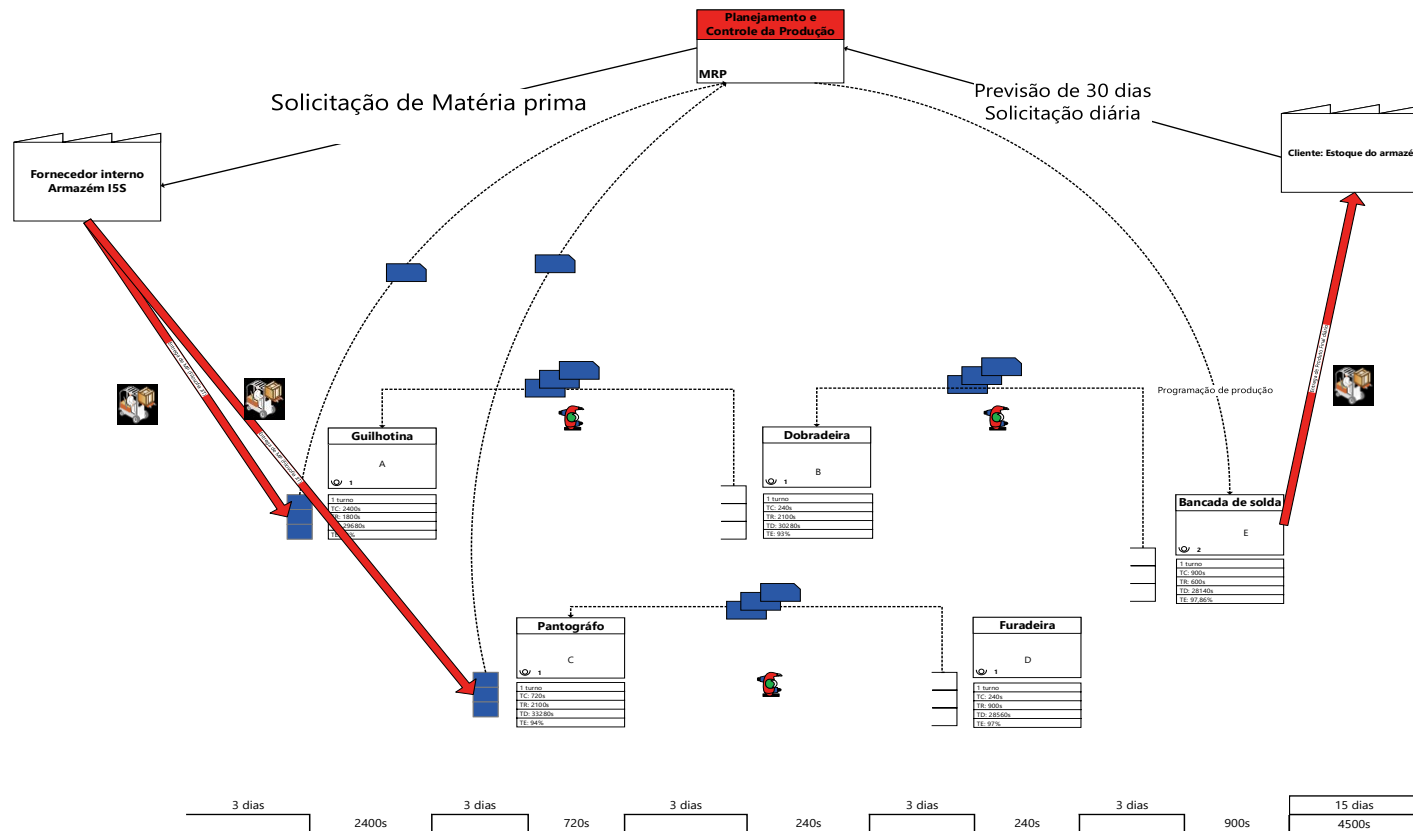 Planejamento e
Controle da Produção
MRP
Solicitação de Matéria prima
Previsão de 30 dias
Solicitação diária
Fornecedor interno
Armazém I5S
Cliente: Estoque do armazé
Programação de produção
Guilhotina
A
1
1 turno
TC: 2400s
TR: 1800s
29680s
Dobradeira
B
1 turno
TC: 240s
TR: 2100s
TD: 30280s
TE: 93%
Bancada de solda
E
2
1 turno
TC: 900s
TR: 600s
TD: 28140s
TE: 97,86%
Pantográfo
C
1
1 turno
TC: 720s
TR: 2100s
TD: 33280s
TE: 94%
Furadeira
D
1
1 turno
TC: 240s
TR: 900s
TD: 28560s
TE: 97%
3 dias
3 dias
3 dias
3 dias
3 dias
15 dias
2400s
720s
240s
240s
900s
4500s